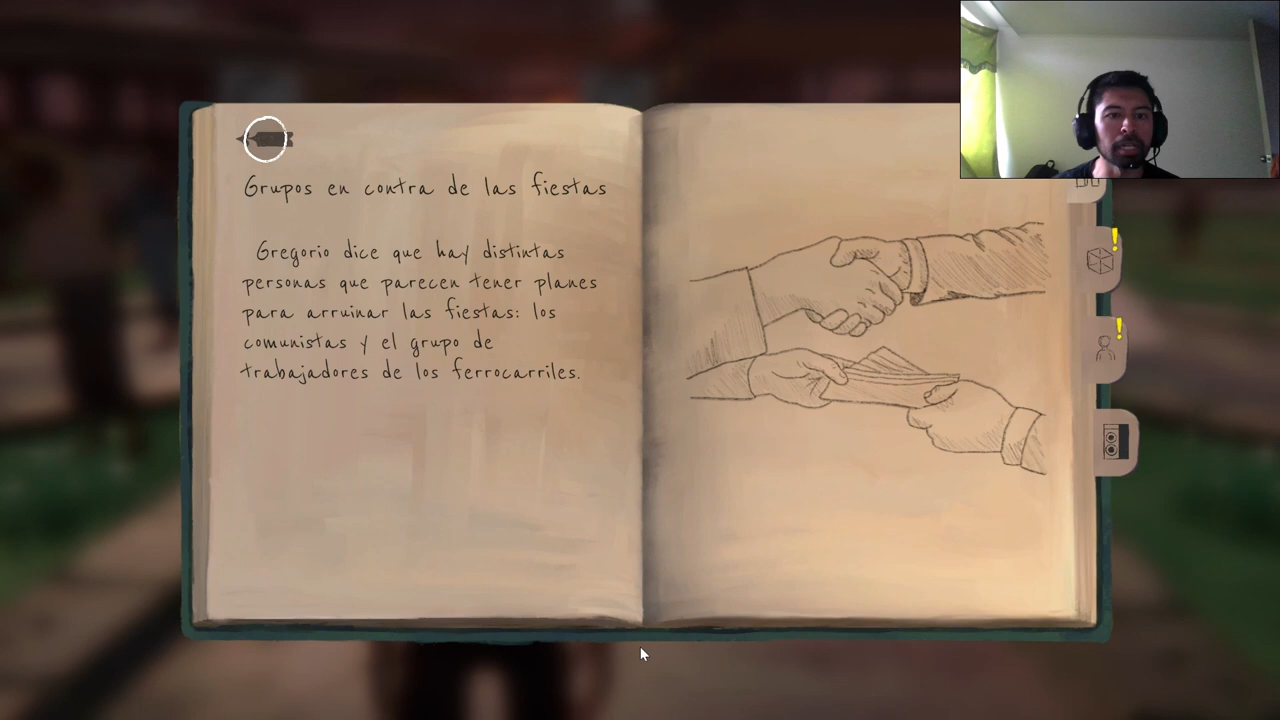 Grupos en contra de las fiestas
Gregorio dice que hay distintas
personas que parecen tener planes
para arruinar las fiestas: los
comunistas y el grupo de
trabajadores de los ferrocarriles.
!
!